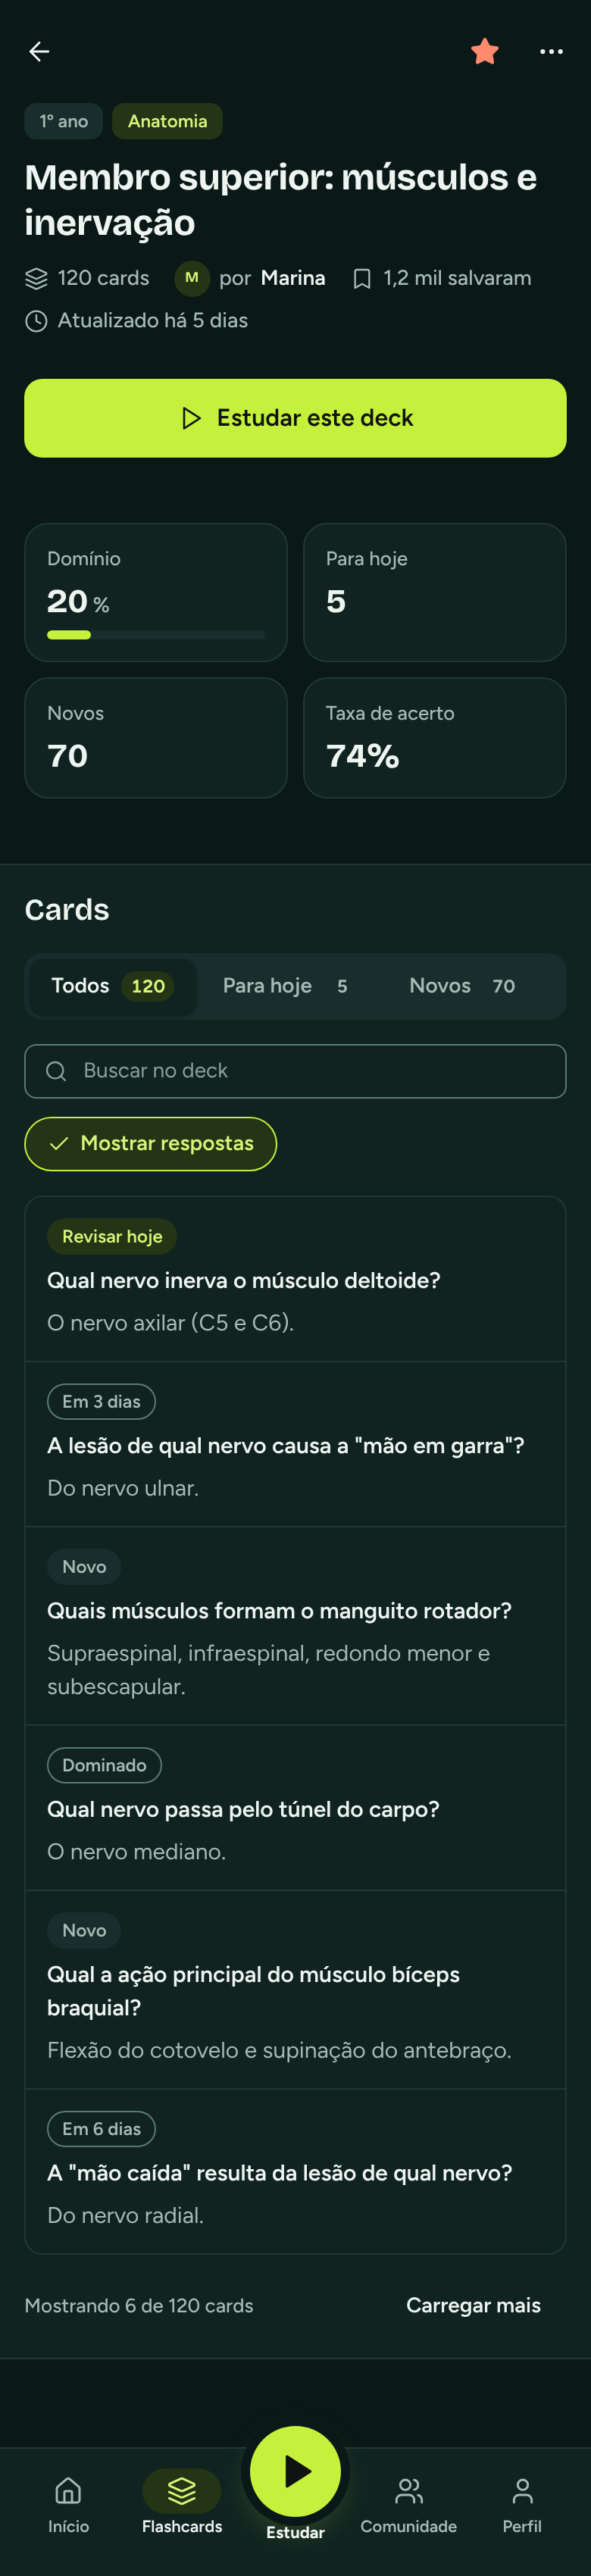 1º ano
Anatomia
Membro superior: músculos e
inervação
120 cards
M
por Marina
1,2 mil salvaram
Atualizado há 5 dias
Estudar este deck
Domínio
20 %
Para hoje
5
Novos
70
Taxa de acerto
74%
Cards
Todos 120
Para hoje 5
Novos 70
Buscar no deck
Mostrar respostas
Revisar hoje
Qual nervo inerva o músculo deltoide?
O nervo axilar (C5 e C6).
Em 3 dias
A lesão de qual nervo causa a "mão em garra"?
Do nervo ulnar.
Novo
Quais músculos formam o manguito rotador?
Supraespinal, infraespinal, redondo menor e
subescapular.
Dominado
Qual nervo passa pelo túnel do carpo?
O nervo mediano.
Novo
Qual a ação principal do músculo bíceps
braquial?
Flexão do cotovelo e supinação do antebraço.
Em 6 dias
A "mão caída" resulta da lesão de qual nervo?
Do nervo radial.
Mostrando 6 de 120 cards
Carregar mais
Início
Flashcards
Estudar
Comunidade
Perfil